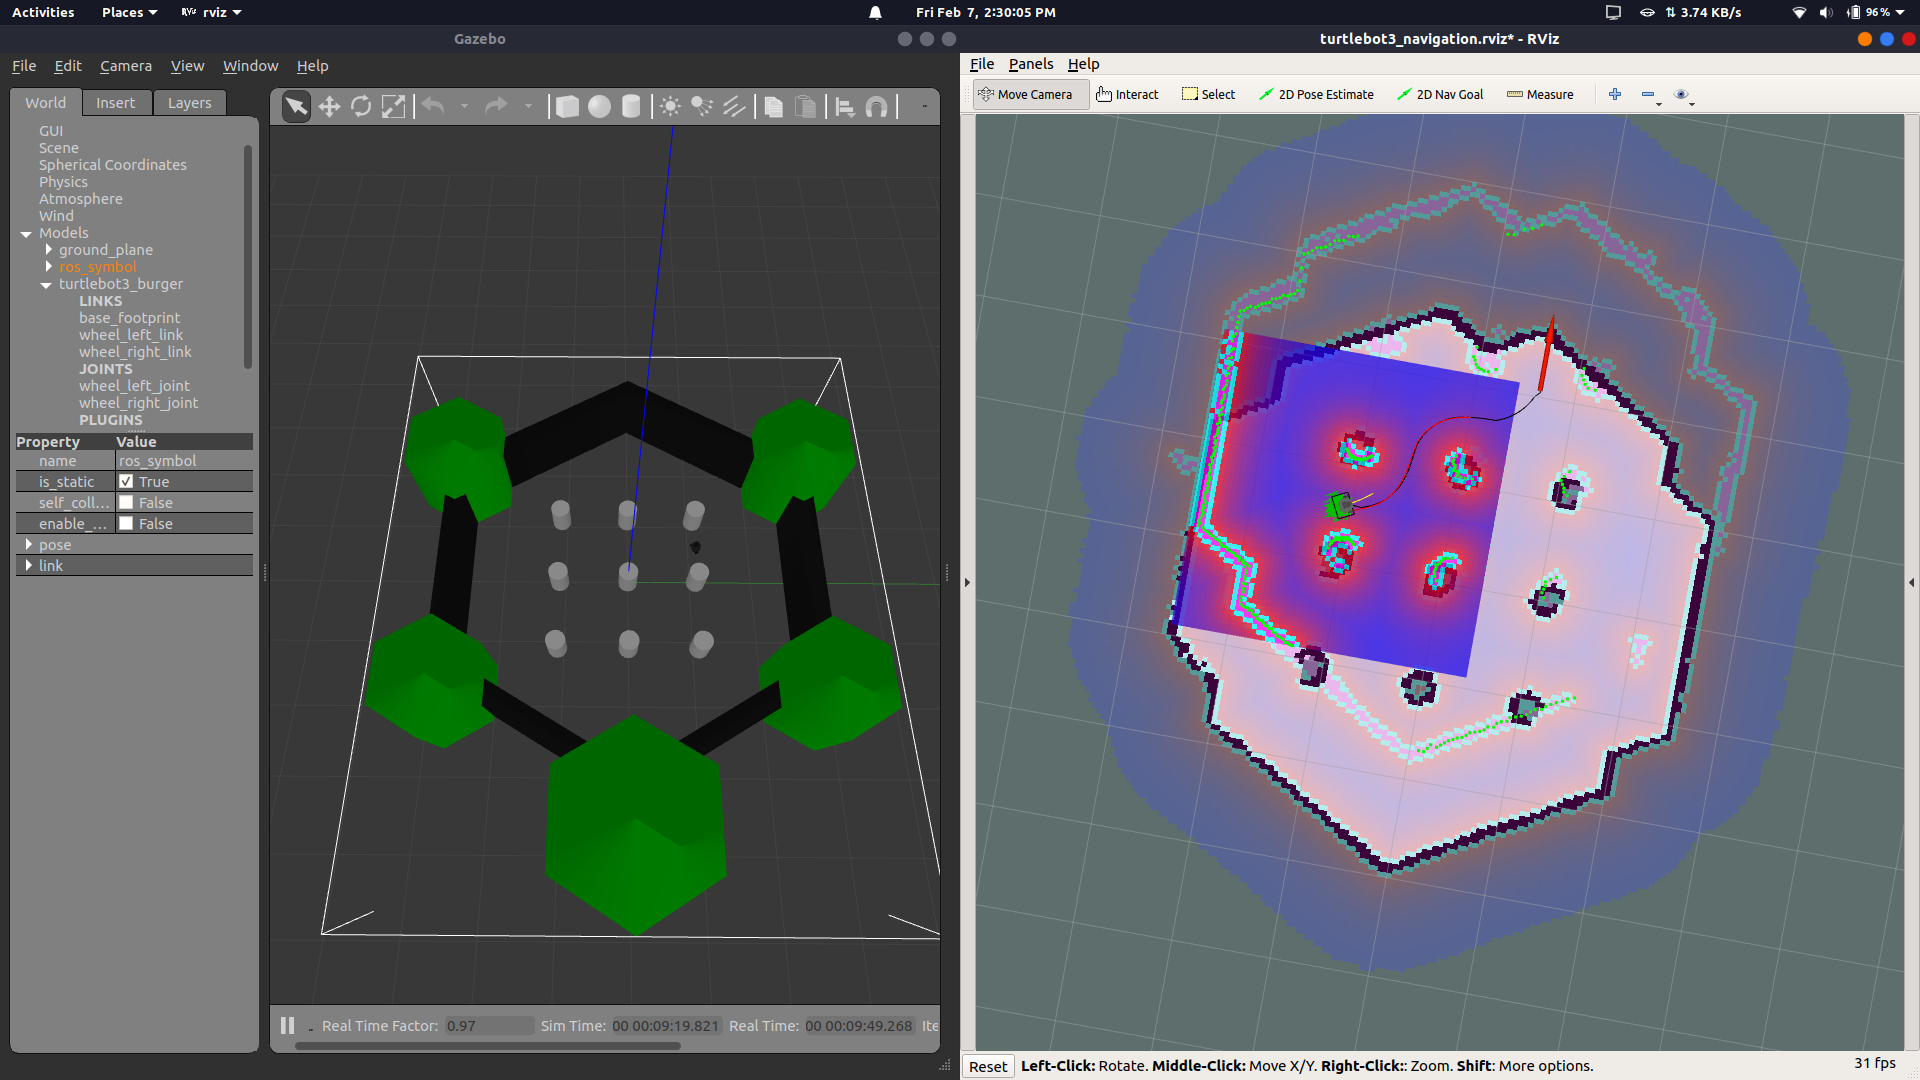 Activities Places rviz Fri Feb 7, 2:30:05 PM 3.74 KB/s 96 %
Gazebo
File Edit Camera View Window Help
World Insert Layers
GUI
Scene
Spherical Coordinates
Physics
Atmosphere
Wind
Models
ground_plane
ros_symbol
turtlebot3_burger
LINKS
base_footprint
wheel_left_link
wheel_right_link
JOINTS
wheel_left_joint
wheel_right_joint
PLUGINS
Property Value
name ros_symbol
is_static True
self_coll... False
enable_... False
pose
link
Real Time Factor: 0.97 Sim Time: 00 00:09:19.821 Real Time: 00 00:09:49.268 Ite
turtlebot3_navigation.rviz* - RViz
File Panels Help
Move Camera Interact Select 2D Pose Estimate 2D Nav Goal Measure
Reset Left-Click: Rotate. Middle-Click: Move X/Y. Right-Click:: Zoom. Shift: More options. 31 fps